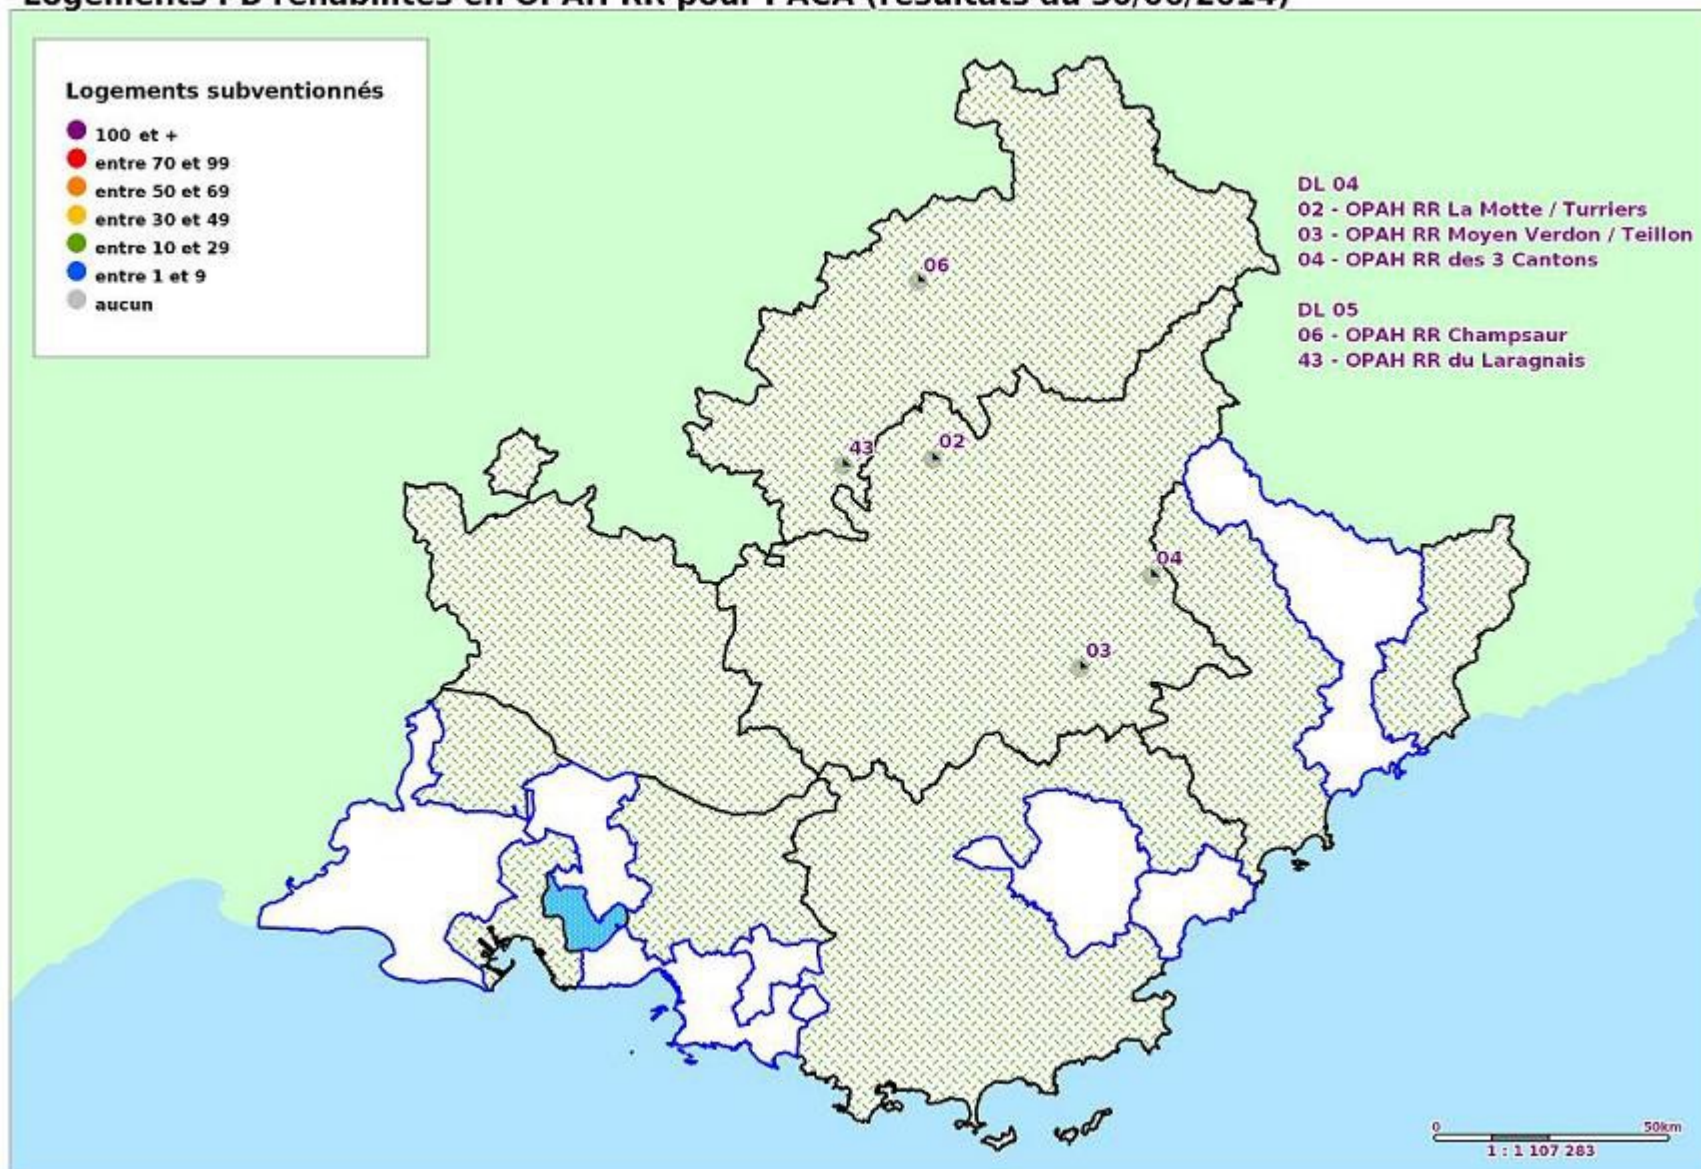 Logements PB réhabilités en OPAH RR pour PACA (résultats au 30/06/2014)
Logements subventionnés
100 et +
entre 70 et 99
entre 50 et 69
entre 30 et 49
entre 10 et 29
entre 1 et 9
aucun
DL 04
02 - OPAH RR La Motte / Turriers
03 - OPAH RR Moyen Verdon / Teillon
04 - OPAH RR des 3 Cantons
DL 05
06 - OPAH RR Champsaur
43 - OPAH RR du Laragnais
06
43
02
04
03
0 50km
1 : 1 107 283